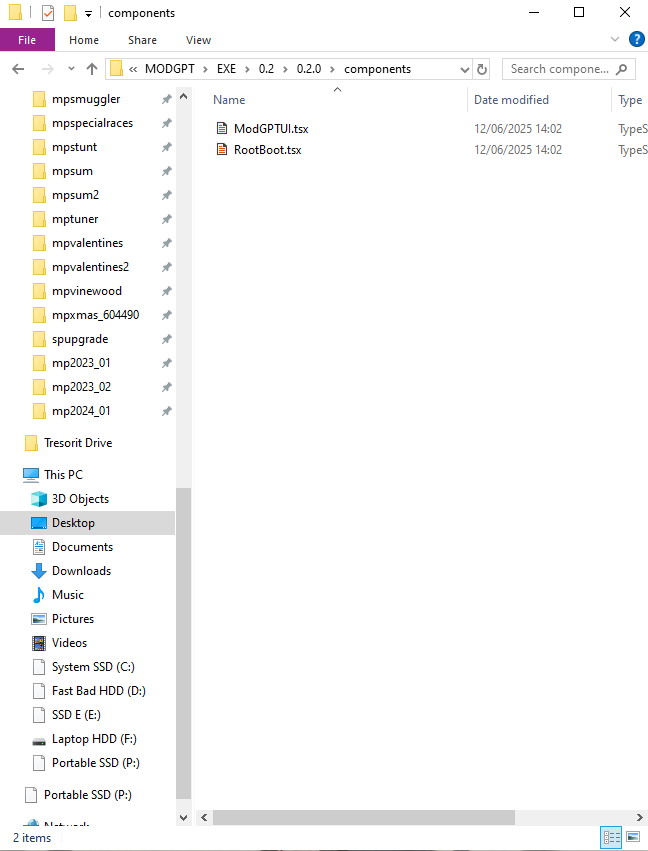 components
File Home Share View
« MODGPT > EXE > 0.2 > 0.2.0 > components
Search compone...
mpsmuggler
mpspecialraces
mpstunt
mpsum
mpsum2
mptuner
mpvalentines
mpvalentines2
mpvinewood
mpxmas_604490
spupgrade
mp2023_01
mp2023_02
mp2024_01
Tresorit Drive
This PC
3D Objects
Desktop
Documents
Downloads
Music
Pictures
Videos
System SSD (C:)
Fast Bad HDD (D:)
SSD E (E:)
Laptop HDD (F:)
Portable SSD (P:)
Portable SSD (P:)
Network
Name Date modified Type
ModGPTUI.tsx 12/06/2025 14:02 TypeS
RootBoot.tsx 12/06/2025 14:02 TypeS
2 items